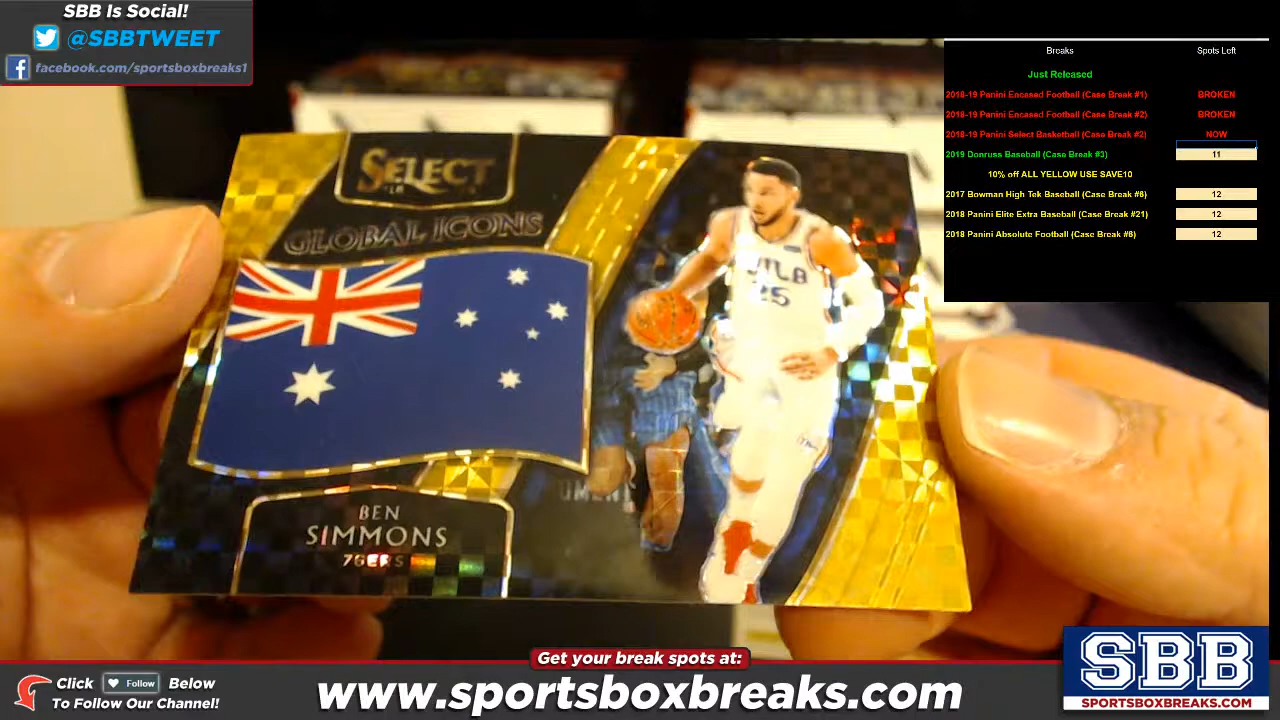 SBB Is Social!
@SBBTWEET
facebook.com/sportsboxbreaks1
Breaks Spots Left
Just Released
2018-19 Panini Encased Football (Case Break #1) BROKEN
2018-19 Panini Encased Football (Case Break #2) BROKEN
2018-19 Panini Select Basketball (Case Break #2) NOW
2019 Donruss Baseball (Case Break #3) 11
10% off ALL YELLOW USE SAVE10
2017 Bowman High Tek Baseball (Case Break #6) 12
2018 Panini Elite Extra Baseball (Case Break #21) 12
2018 Panini Absolute Football (Case Break #8) 12
SELECT
GLOBAL ICONS
25
BEN
SIMMONS
76ERS
Get your break spots at:
www.sportsboxbreaks.com
Click Follow Below
To Follow Our Channel!
SBB
SPORTSBOXBREAKS.COM